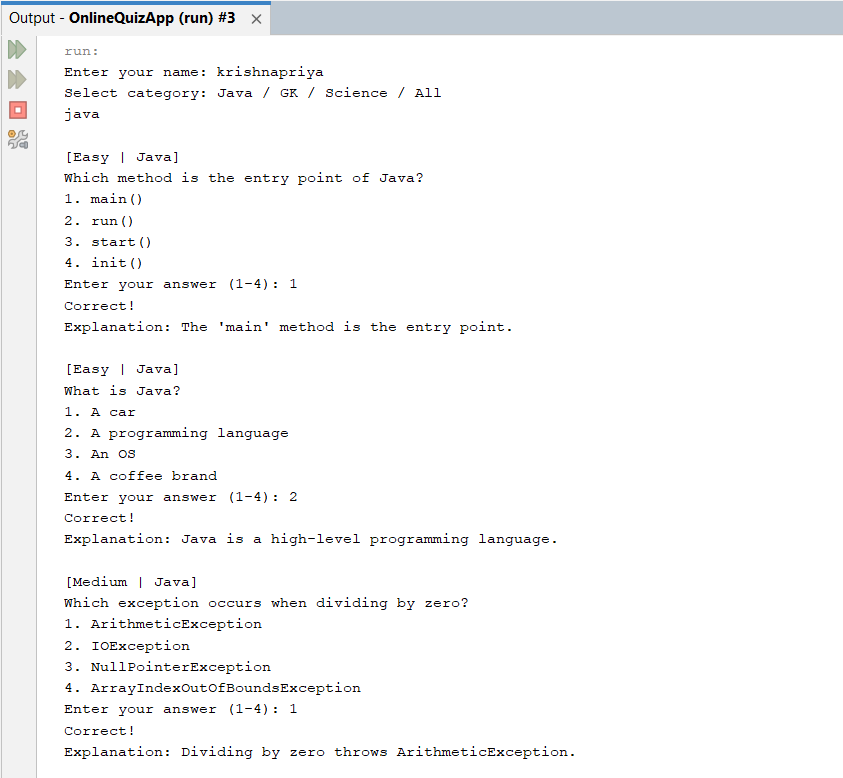 Output - OnlineQuizApp (run) #3
run:
Enter your name: krishnapriya
Select category: Java / GK / Science / All
java
[Easy | Java]
Which method is the entry point of Java?
1. main()
2. run()
3. start()
4. init()
Enter your answer (1-4): 1
Correct!
Explanation: The 'main' method is the entry point.
[Easy | Java]
What is Java?
1. A car
2. A programming language
3. An OS
4. A coffee brand
Enter your answer (1-4): 2
Correct!
Explanation: Java is a high-level programming language.
[Medium | Java]
Which exception occurs when dividing by zero?
1. ArithmeticException
2. IOException
3. NullPointerException
4. ArrayIndexOutOfBoundsException
Enter your answer (1-4): 1
Correct!
Explanation: Dividing by zero throws ArithmeticException.